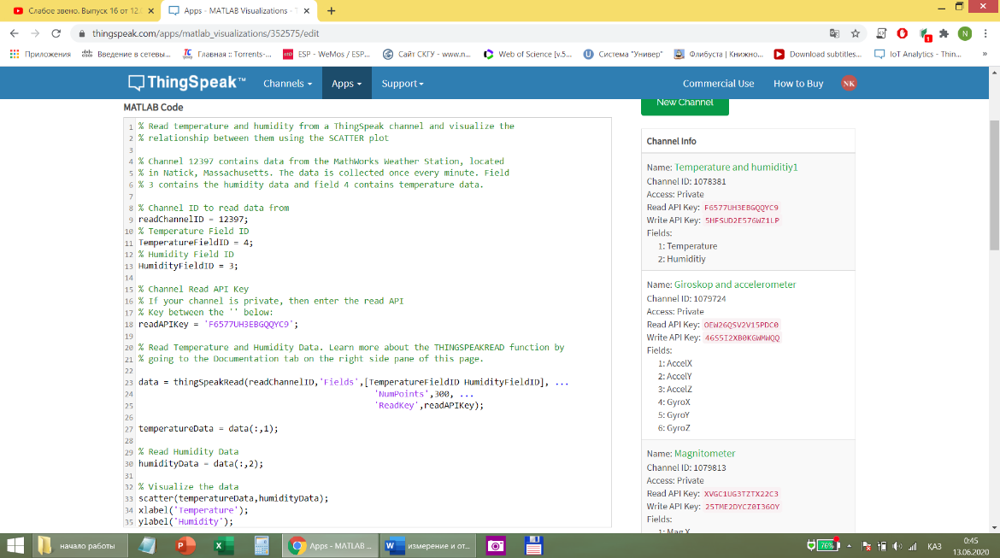 Слабое звено. Выпуск 16 от 12.0
Apps - MATLAB Visualizations - T
thingspeak.com/apps/matlab_visualizations/352575/edit
1
N
Приложения
Введение в сетевы...
Главная :: Torrents-...
ESP - WeMos / ESP...
Сайт СКГУ - www.n...
Web of Science [v.5...
Система "Универ"
Флибуста | Книжно...
Download subtitles...
IoT Analytics - Thin...
»
ThingSpeak™
Channels
Apps
Support
Commercial Use
How to Buy
NK
MATLAB Code
1 % Read temperature and humidity from a ThingSpeak channel and visualize the
2 % relationship between them using the SCATTER plot
3
4 % Channel 12397 contains data from the MathWorks Weather Station, located
5 % in Natick, Massachusetts. The data is collected once every minute. Field
6 % 3 contains the humidity data and field 4 contains temperature data.
7
8 % Channel ID to read data from
9 readChannelID = 12397;
10 % Temperature Field ID
11 TemperatureFieldID = 4;
12 % Humidity Field ID
13 HumidityFieldID = 3;
14
15 % Channel Read API Key
16 % If your channel is private, then enter the read API
17 % Key between the '' below:
18 readAPIKey = 'F6577UH3EBGQQYC9';
19
20 % Read Temperature and Humidity Data. Learn more about the THINGSPEAKREAD function by
21 % going to the Documentation tab on the right side pane of this page.
22
23 data = thingSpeakRead(readChannelID,'Fields',[TemperatureFieldID HumidityFieldID], ...
24 'NumPoints',300, ...
25 'ReadKey',readAPIKey);
26
27 temperatureData = data(:,1);
28
29 % Read Humidity Data
30 humidityData = data(:,2);
31
32 % Visualize the data
33 scatter(temperatureData,humidityData);
34 xlabel('Temperature');
35 ylabel('Humidity');
New Channel
Channel Info
Name: Temperature and humiditiy1
Channel ID: 1078381
Access: Private
Read API Key: F6577UH3EBGQQYC9
Write API Key: 5HFSUD2E576WZ1LP
Fields:
1: Temperature
2: Humiditiy
Name: Giroskop and accelerometer
Channel ID: 1079724
Access: Private
Read API Key: OEW26QSV2V15PDC0
Write API Key: 46S5I2XB0KGWMWQQ
Fields:
1: AccelX
2: AccelY
3: AccelZ
4: GyroX
5: GyroY
6: GyroZ
Name: Magnitometer
Channel ID: 1079813
Access: Private
Read API Key: XVGC1UG3TZTX22C3
Write API Key: 25TME2DYCZ0I36OY
Fields:
1: Mag X
начало работы
Apps - MATLAB ...
измерение и от...
76%
ҚАЗ
0:45
13.06.2020